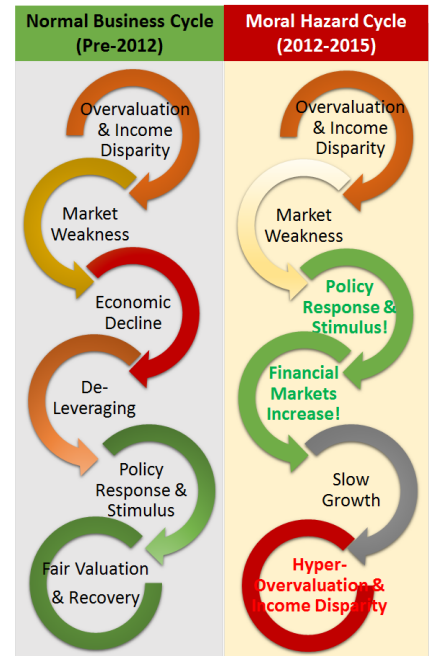 Normal Business Cycle
(Pre-2012)
Overvaluation
& Income
Disparity
Market
Weakness
Economic
Decline
De-
Leveraging
Policy
Response &
Stimulus
Fair Valuation
& Recovery
Moral Hazard Cycle
(2012-2015)
Overvaluation
& Income
Disparity
Market
Weakness
Policy
Response &
Stimulus!
Financial
Markets
Increase!
Slow
Growth
Hyper-
Overvaluation &
Income Disparity